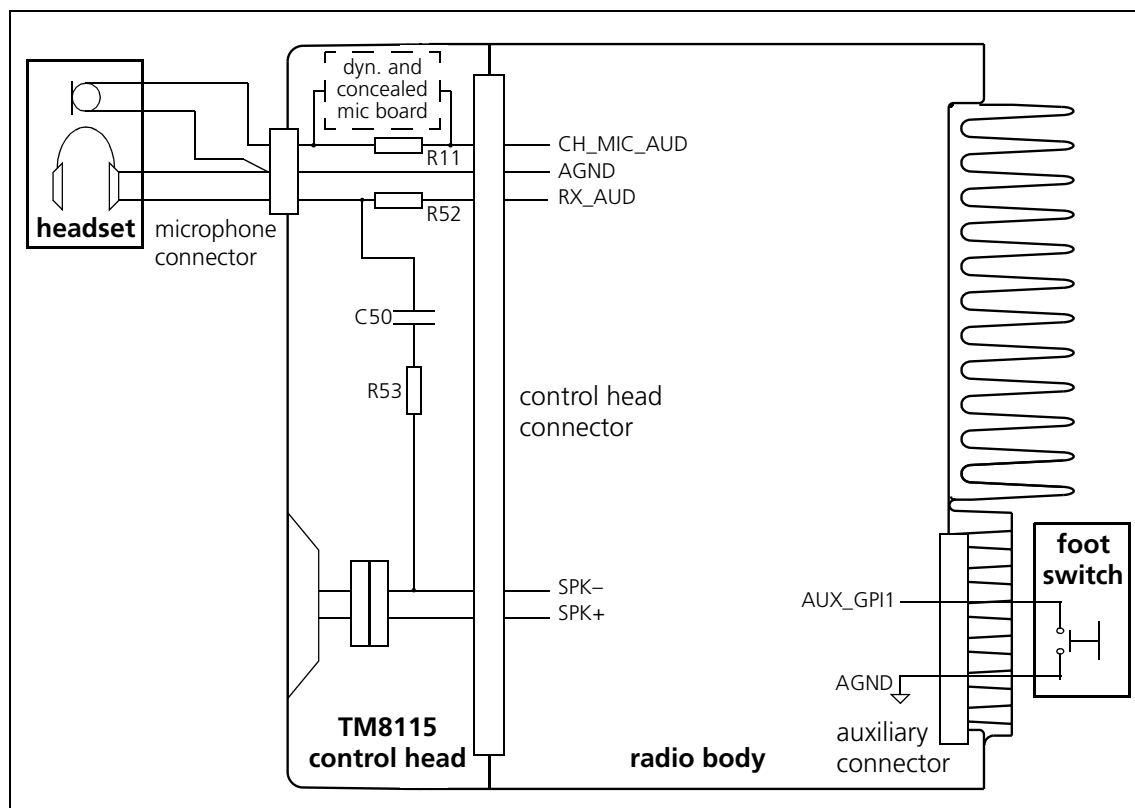 dyn. and
concealed
mic board
CH_MIC_AUD
R11
AGND
RX_AUD
R52
headset
microphone
connector
C50
R53
control head
connector
SPK–
SPK+
foot
switch
AUX_GPI1
AGND
TM8115
control head
radio body
auxiliary
connector